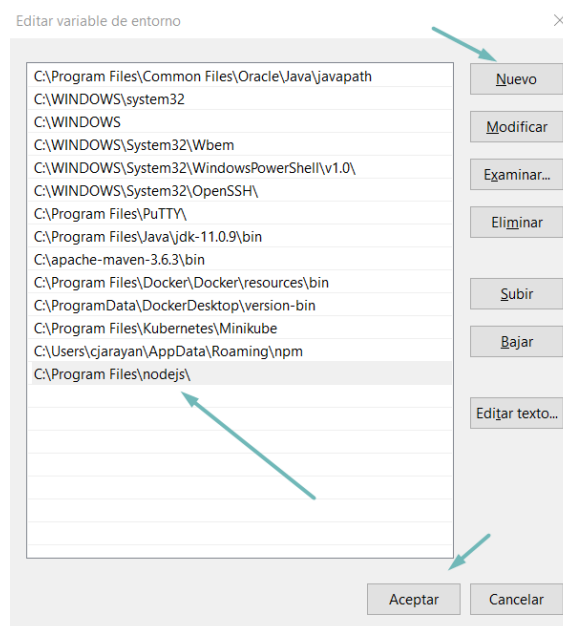 Editar variable de entorno
C:\Program Files\Common Files\Oracle\Java\javapath
C:\WINDOWS\system32
C:\WINDOWS
C:\WINDOWS\System32\Wbem
C:\WINDOWS\System32\WindowsPowerShell\v1.0\
C:\WINDOWS\System32\OpenSSH\
C:\Program Files\PuTTY\
C:\Program Files\Java\jdk-11.0.9\bin
C:\apache-maven-3.6.3\bin
C:\Program Files\Docker\Docker\resources\bin
C:\ProgramData\DockerDesktop\version-bin
C:\Program Files\Kubernetes\Minikube
C:\Users\cjarayan\AppData\Roaming\npm
C:\Program Files\nodejs\
Nuevo
Modificar
Examinar...
Eliminar
Subir
Bajar
Editar texto...
Aceptar
Cancelar